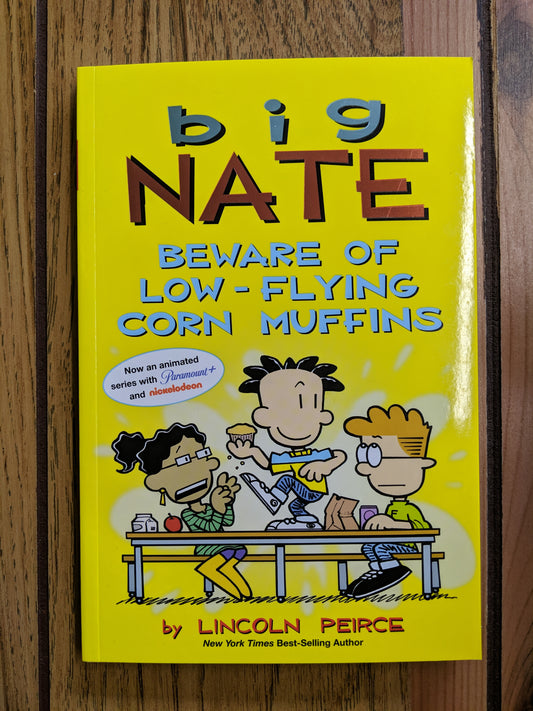 big
NATE
BEWARE OF
LOW-FLYING
CORN MUFFINS
Now an animated
series with Paramount+
and nickelodeon
F
by LINCOLN PEIRCE
New York Times Best-Selling Author